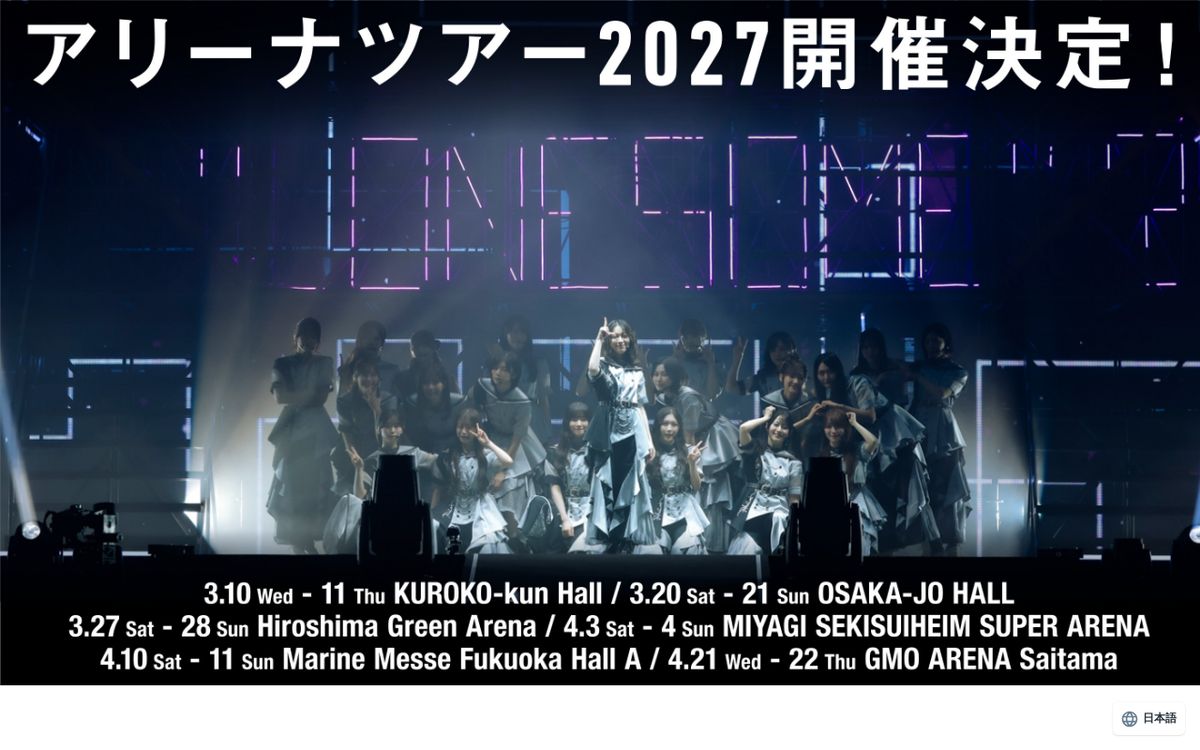 アリーナツアー2027開催決定!
"LONESOME"?
3.10 Wed - 11 Thu KUROKO-kun Hall / 3.20 Sat - 21 Sun OSAKA-JO HALL
3.27 Sat - 28 Sun Hiroshima Green Arena / 4.3 Sat - 4 Sun MIYAGI SEKISUIHEIM SUPER ARENA
4.10 Sat - 11 Sun Marine Messe Fukuoka Hall A / 4.21 Wed - 22 Thu GMO ARENA Saitama
日本語